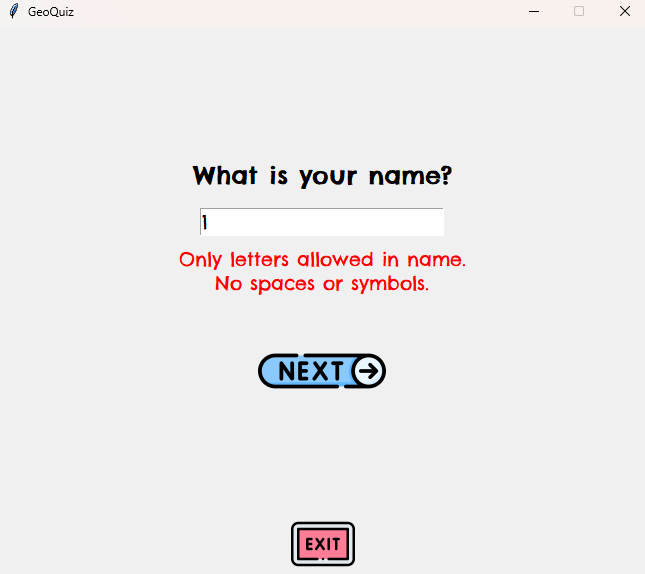 GeoQuiz
What is your name?
1
Only letters allowed in name.
No spaces or symbols.
NEXT
EXIT